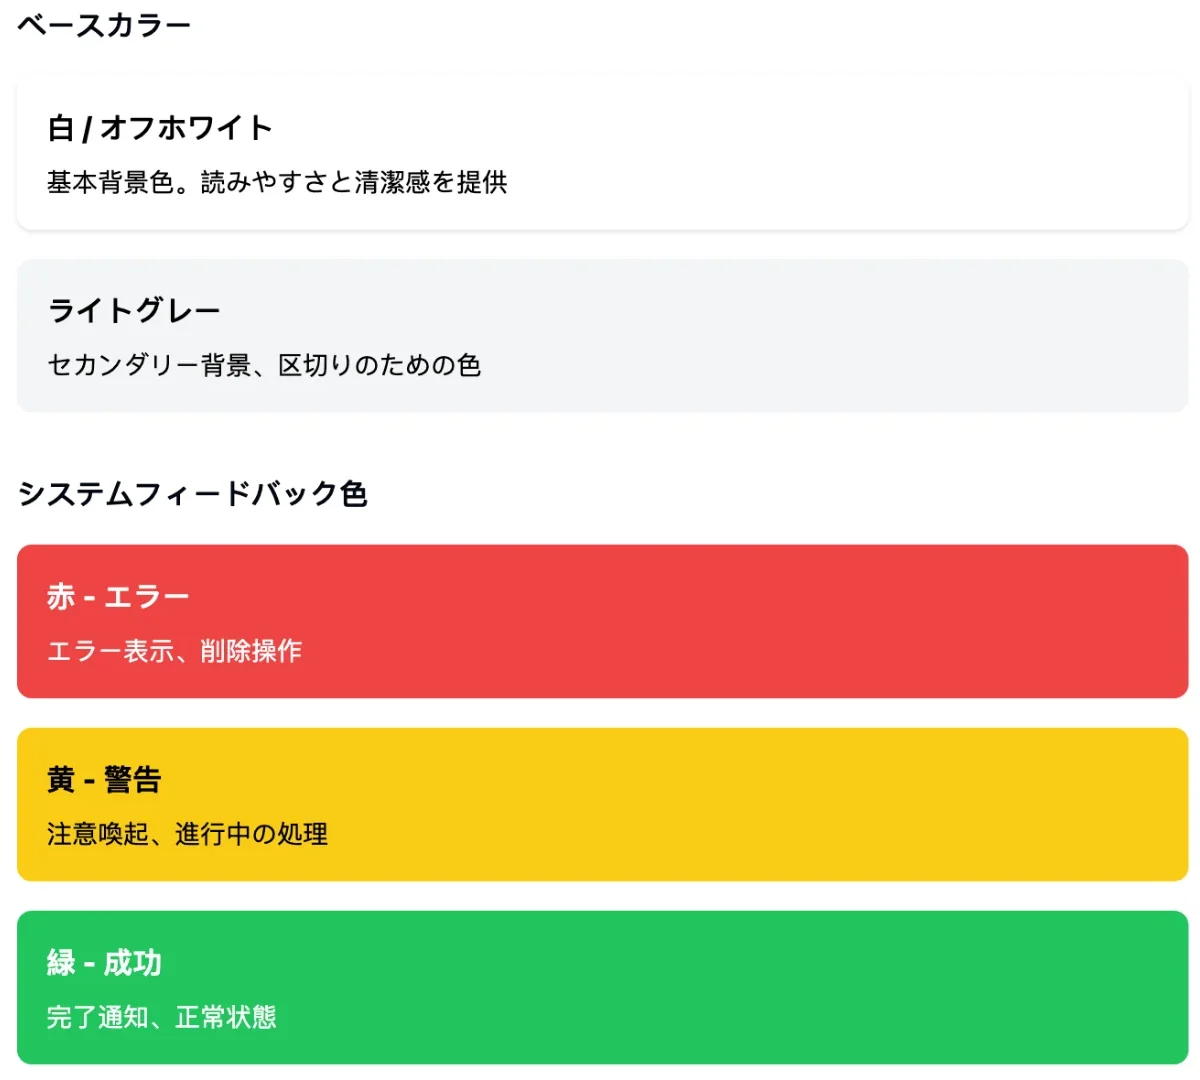 ベースカラー
白 / オフホワイト
基本背景色。読みやすさと清潔感を提供
ライトグレー
セカンダリー背景、区切りのための色
システムフィードバック色
赤 - エラー
エラー表示、削除操作
黄 - 警告
注意喚起、進行中の処理
緑 - 成功
完了通知、正常状態